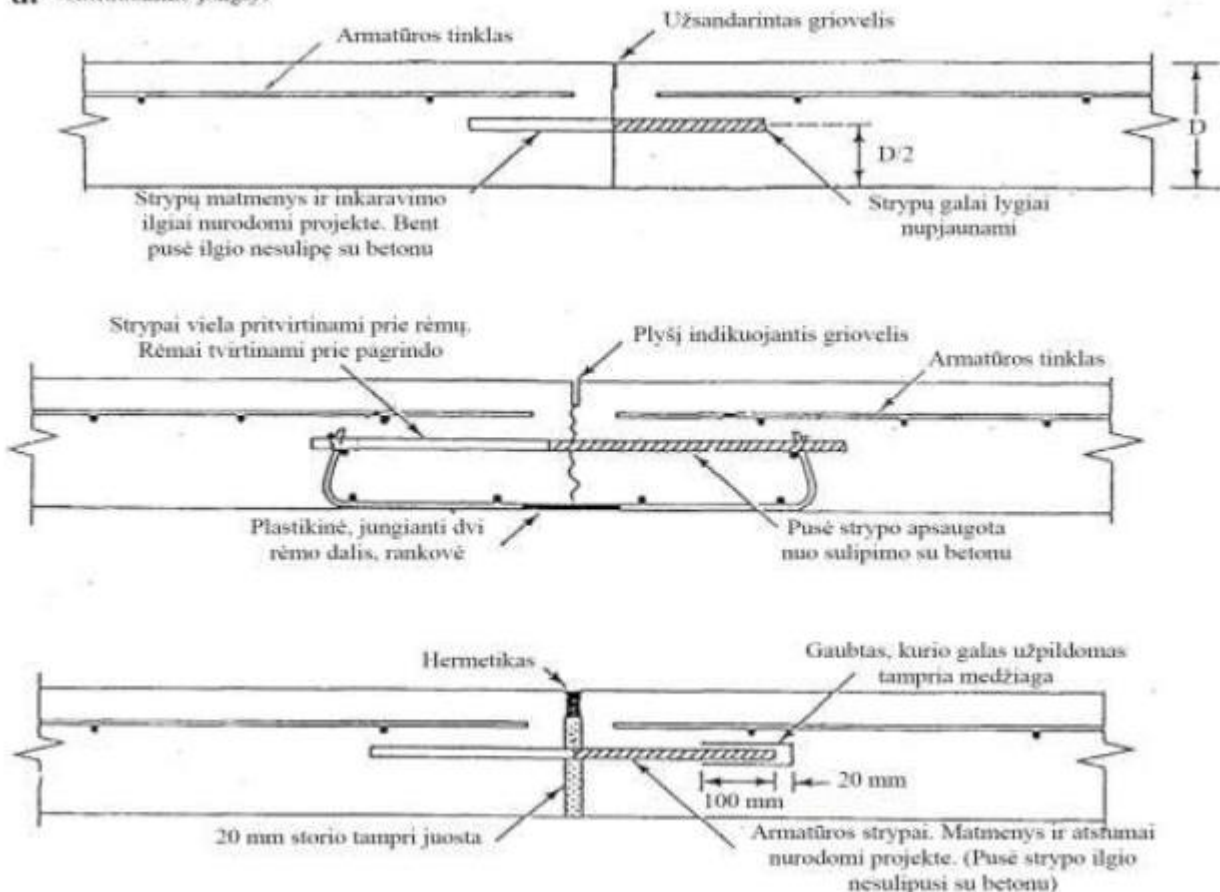 Armatūros tinklas
Užsandarintas griovelis
D
D/2
Strypų matmenys ir inkaravimo
ilgiai nurodomi projekte. Bent
pusė ilgio nesulipę su betonu
Strypų galai lygiai
nupjaunami
Strypai viela pritvirtinami prie rėmų.
Rėmai tvirtinami prie pagrindo
Plyšį indikuojantis griovelis
Armatūros tinklas
Plastikinė, jungianti dvi
rėmo dalis, rankovė
Pusė strypo apsaugota
nuo sulipimo su betonu
Hermetikas
Gaubtas, kurio galas užpildomas
tampria medžiaga
20 mm
100 mm
20 mm storio tampri juosta
Armatūros strypai. Matmenys ir atstumai
nurodomi projekte. (Pusė strypo ilgio
nesulipusi su betonu)